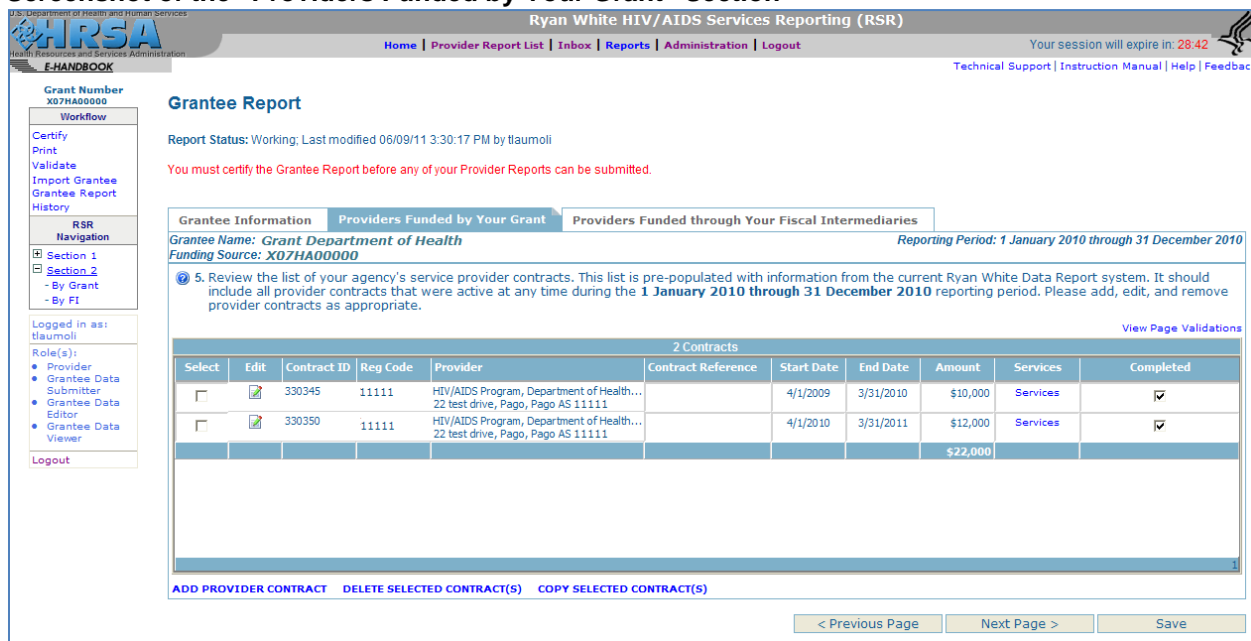 Screenshot of the "Providers Funded by Your Grant" Section
U.S. Department of Health and Human Services
HRSA
Health Resources and Services Administration
E-HANDBOOK
Ryan White HIV/AIDS Services Reporting (RSR)
Home | Provider Report List | Inbox | Reports | Administration | Logout
Your session will expire in: 28:42
Technical Support | Instruction Manual | Help | Feedbac
Grant Number
X07HA00000
Workflow
Certify
Print
Validate
Import Grantee
Grantee Report
History
RSR
Navigation
Section 1
Section 2
- By Grant
- By FI
Logged in as:
tlaumoli
Role(s):
Provider
Grantee Data
Submitter
Grantee Data
Editor
Grantee Data
Viewer
Logout
Grantee Report
Report Status: Working; Last modified 06/09/11 3:30:17 PM by tlaumoli
You must certify the Grantee Report before any of your Provider Reports can be submitted.
Grantee Information Providers Funded by Your Grant Providers Funded through Your Fiscal Intermediaries
Grantee Name: Grant Department of Health
Reporting Period: 1 January 2010 through 31 December 2010
Funding Source: X07HA00000
5. Review the list of your agency's service provider contracts. This list is pre-populated with information from the current Ryan White Data Report system. It should
include all provider contracts that were active at any time during the 1 January 2010 through 31 December 2010 reporting period. Please add, edit, and remove
provider contracts as appropriate.
View Page Validations
2 Contracts
Select Edit Contract ID Reg Code Provider Contract Reference Start Date End Date Amount Services Completed
330345 11111 HIV/AIDS Program, Department of Health... 4/1/2009 3/31/2010 $10,000 Services
22 test drive, Pago, Pago AS 11111
330350 11111 HIV/AIDS Program, Department of Health... 4/1/2010 3/31/2011 $12,000 Services
22 test drive, Pago, Pago AS 11111
$22,000
1
ADD PROVIDER CONTRACT DELETE SELECTED CONTRACT(S) COPY SELECTED CONTRACT(S)
< Previous Page Next Page > Save